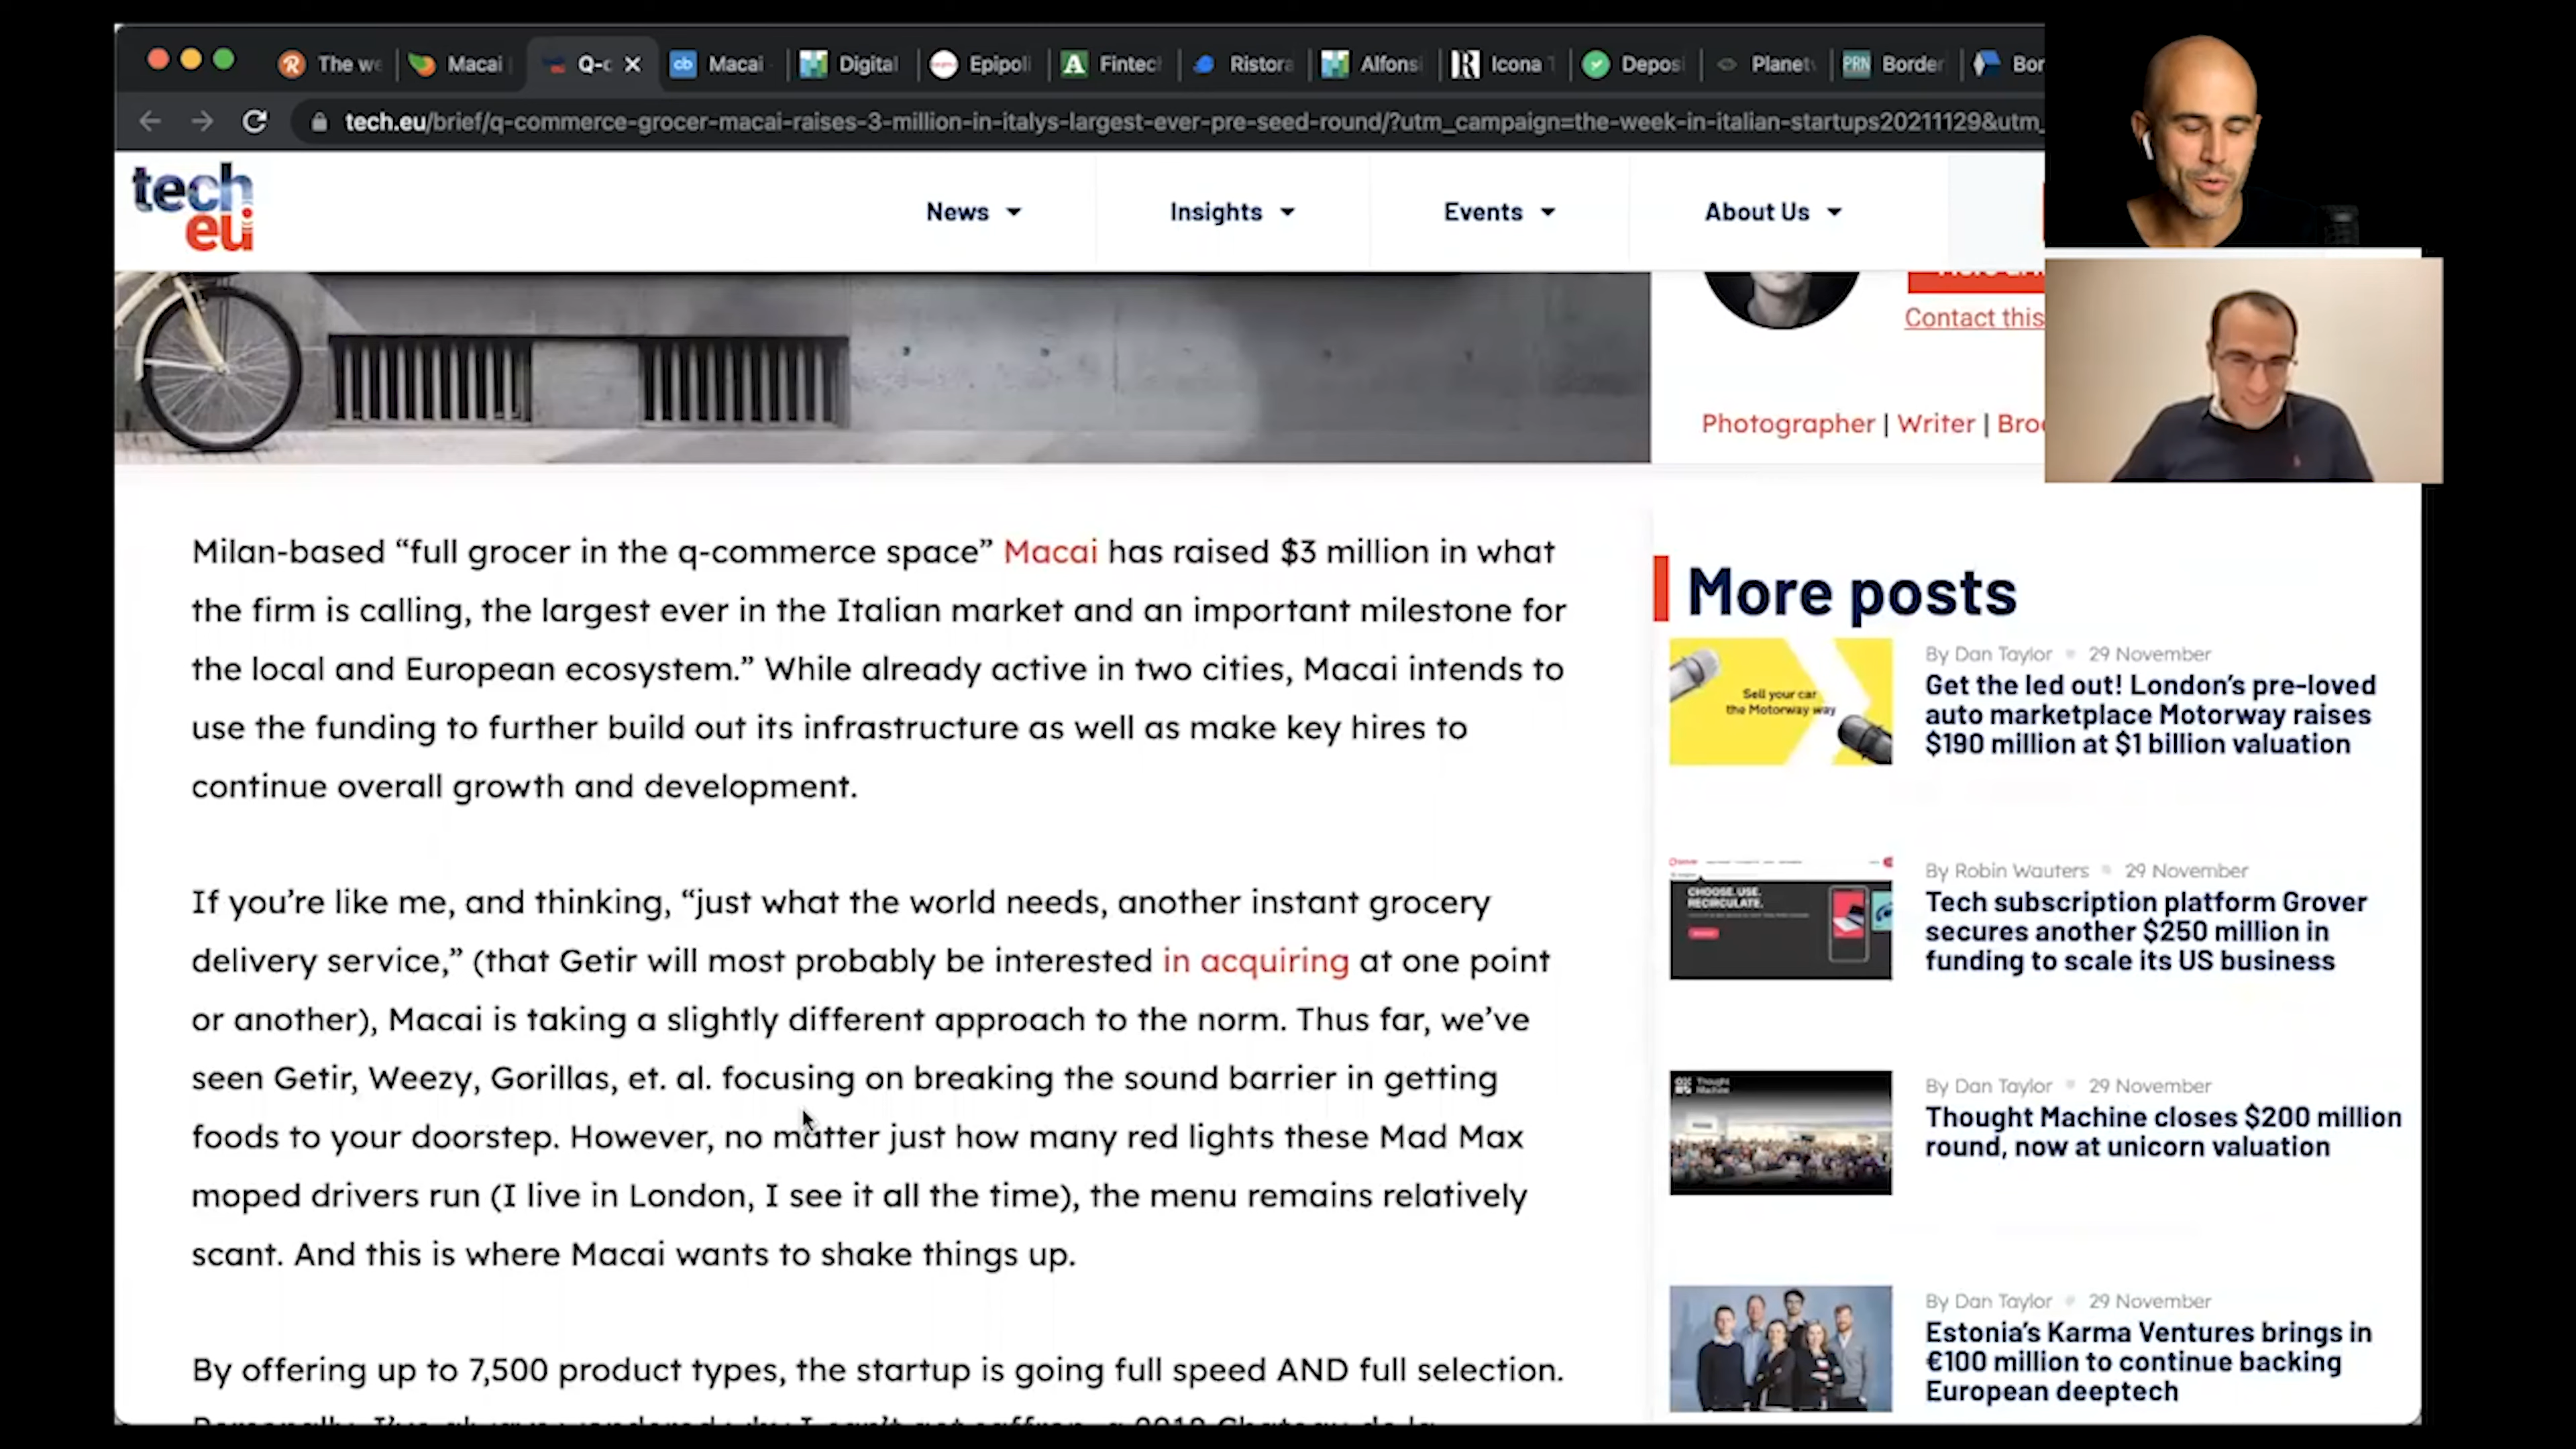 The we
Macai
Q-c
Macai
Digital
Epipoli
Fintec
Ristora
Alfonsi
Icona T
Deposi
Planet
Border
Bor
tech.eu/brief/q-commerce-grocer-macai-raises-3-million-in-italys-largest-ever-pre-seed-round/?utm_campaign=the-week-in-italian-startups20211129&utm_
tech
eu
News
Insights
Events
About Us
Contact this
Photographer | Writer | Bro
Milan-based “full grocer in the q-commerce space” Macai has raised $3 million in what
the firm is calling, the largest ever in the Italian market and an important milestone for
the local and European ecosystem.” While already active in two cities, Macai intends to
use the funding to further build out its infrastructure as well as make key hires to
continue overall growth and development.
If you’re like me, and thinking, “just what the world needs, another instant grocery
delivery service,” (that Getir will most probably be interested in acquiring at one point
or another), Macai is taking a slightly different approach to the norm. Thus far, we’ve
seen Getir, Weezy, Gorillas, et. al. focusing on breaking the sound barrier in getting
foods to your doorstep. However, no matter just how many red lights these Mad Max
moped drivers run (I live in London, I see it all the time), the menu remains relatively
scant. And this is where Macai wants to shake things up.
By offering up to 7,500 product types, the startup is going full speed AND full selection.
More posts
Sell your car
the Motorway way
By Dan Taylor 29 November
Get the led out! London’s pre-loved
auto marketplace Motorway raises
$190 million at $1 billion valuation
CHOOSE. USE.
RECIRCULATE.
By Robin Wauters 29 November
Tech subscription platform Grover
secures another $250 million in
funding to scale its US business
Thought
Machine
By Dan Taylor 29 November
Thought Machine closes $200 million
round, now at unicorn valuation
By Dan Taylor 29 November
Estonia’s Karma Ventures brings in
€100 million to continue backing
European deeptech